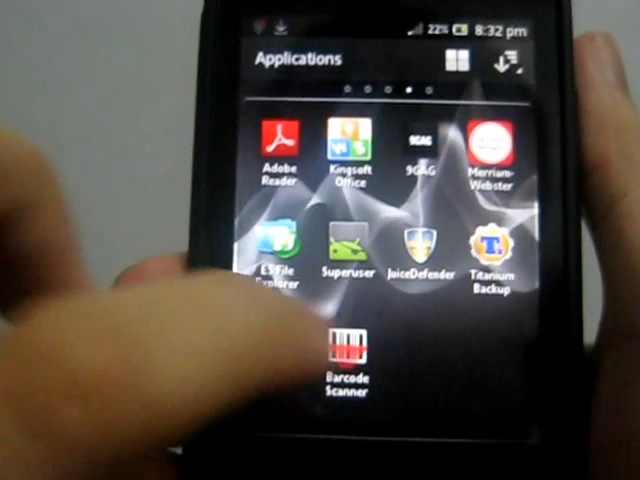 22% 8:32 pm
Applications
Adobe Reader
Kingsoft Office
9GAG
9GAG
Merriam-Webster
ES File Explorer
Superuser
JuiceDefender
Titanium Backup
Barcode Scanner